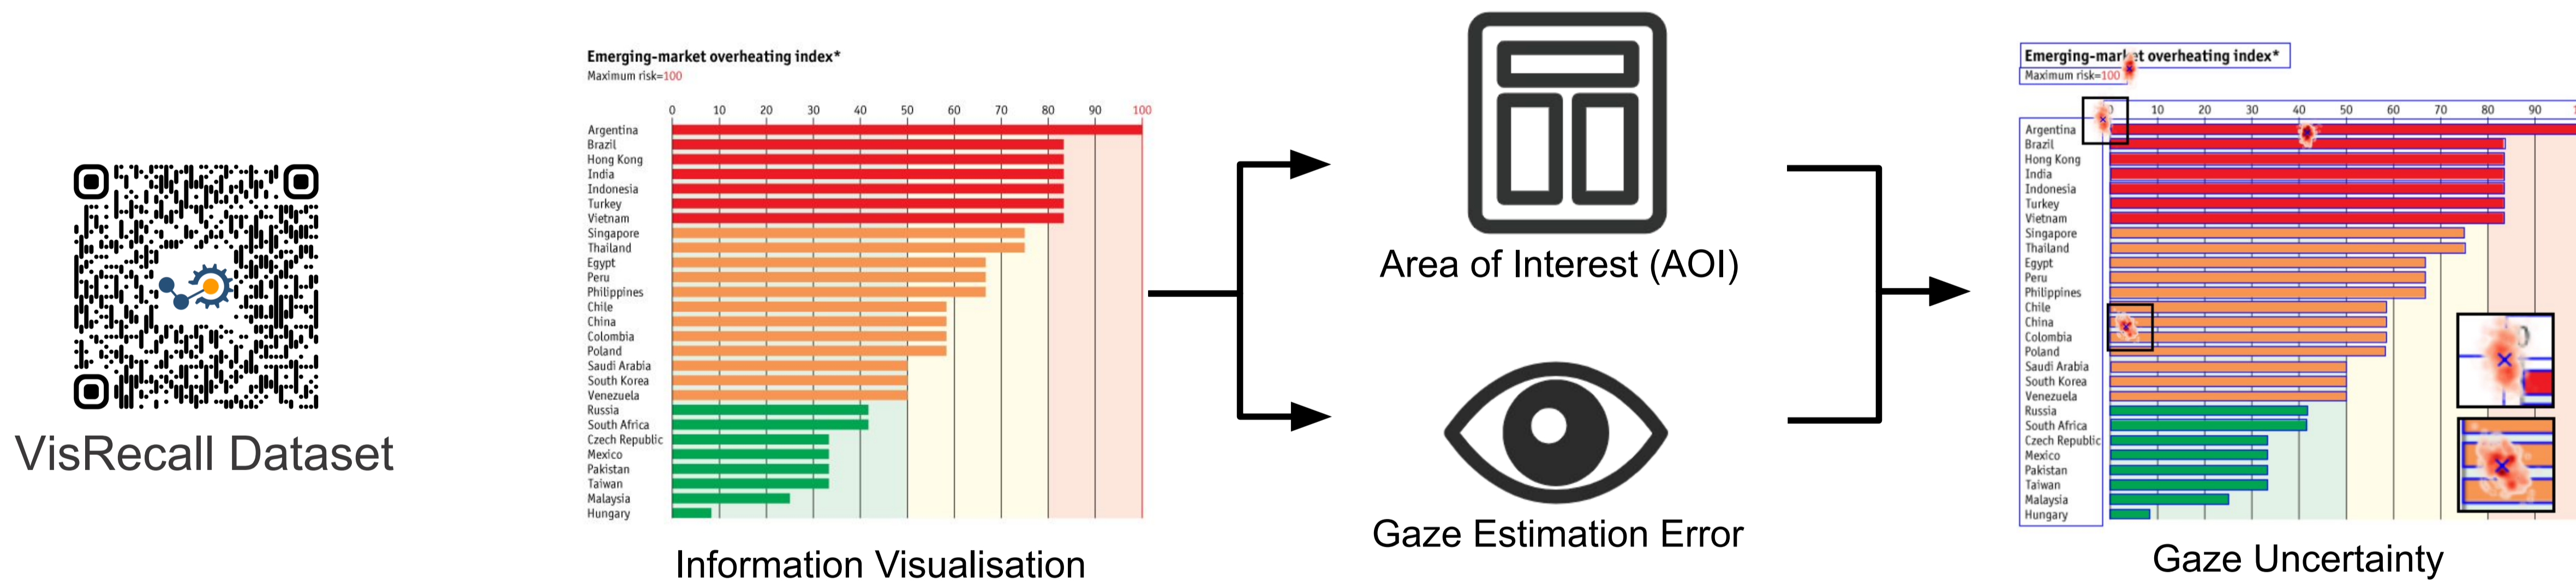 VisRecall Dataset
Emerging-market overheating index*
Maximum risk=100
0 10 20 30 40 50 60 70 80 90 100
Argentina
Brazil
Hong Kong
India
Indonesia
Turkey
Vietnam
Singapore
Thailand
Egypt
Peru
Philippines
Chile
China
Colombia
Poland
Saudi Arabia
South Korea
Venezuela
Russia
South Africa
Czech Republic
Mexico
Pakistan
Taiwan
Malaysia
Hungary
Information Visualisation
Area of Interest (AOI)
Gaze Estimation Error
Emerging-market overheating index*
Maximum risk=100
10 20 30 40 50 60 70 80 90
Argentina
Brazil
Hong Kong
India
Indonesia
Turkey
Vietnam
Singapore
Thailand
Egypt
Peru
Philippines
Chile
China
Colombia
Poland
Saudi Arabia
South Korea
Venezuela
Russia
South Africa
Czech Republic
Mexico
Pakistan
Taiwan
Malaysia
Hungary
Gaze Uncertainty